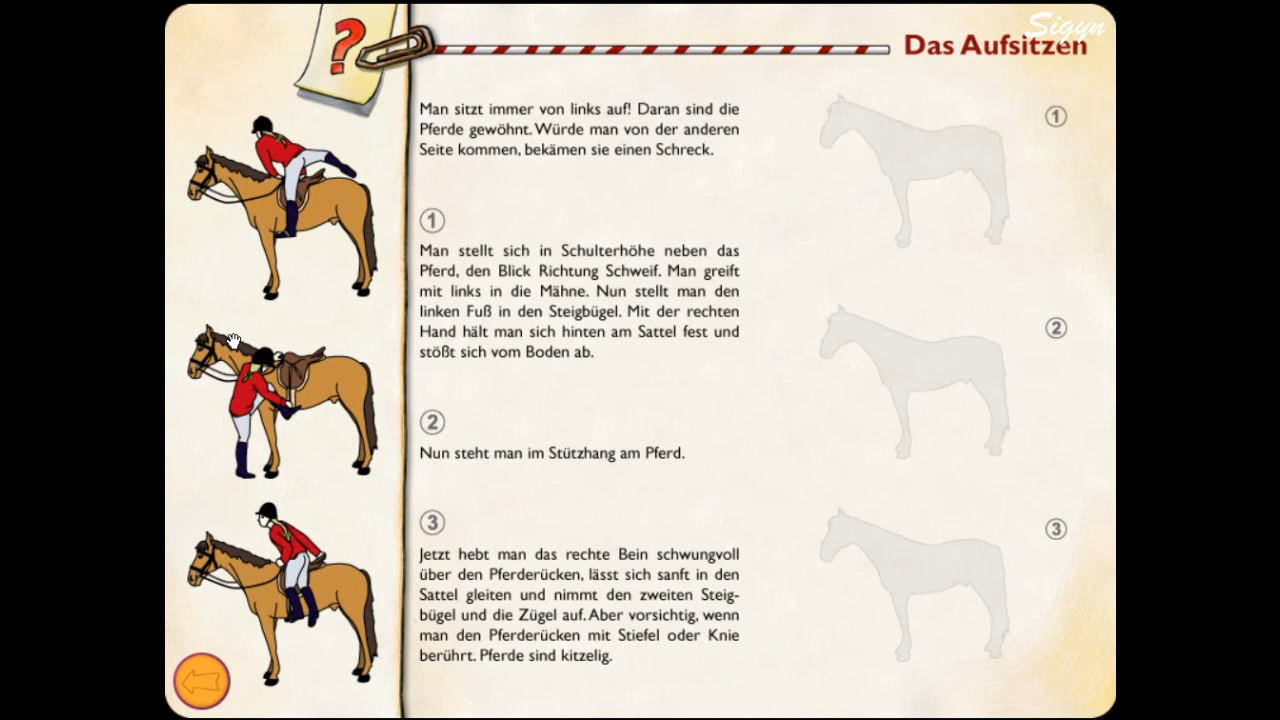 ?
Sigyn
Das Aufsitzen
Man sitzt immer von links auf! Daran sind die
Pferde gewöhnt. Würde man von der anderen
Seite kommen, bekämen sie einen Schreck.
1
Man stellt sich in Schulterhöhe neben das
Pferd, den Blick Richtung Schweif. Man greift
mit links in die Mähne. Nun stellt man den
linken Fuß in den Steigbügel. Mit der rechten
Hand hält man sich hinten am Sattel fest und
stößt sich vom Boden ab.
2
Nun steht man im Stützhang am Pferd.
3
Jetzt hebt man das rechte Bein schwungvoll
über den Pferderücken, lässt sich sanft in den
Sattel gleiten und nimmt den zweiten Steig-
bügel und die Zügel auf. Aber vorsichtig, wenn
man den Pferderücken mit Stiefel oder Knie
berührt. Pferde sind kitzelig.
1
2
3